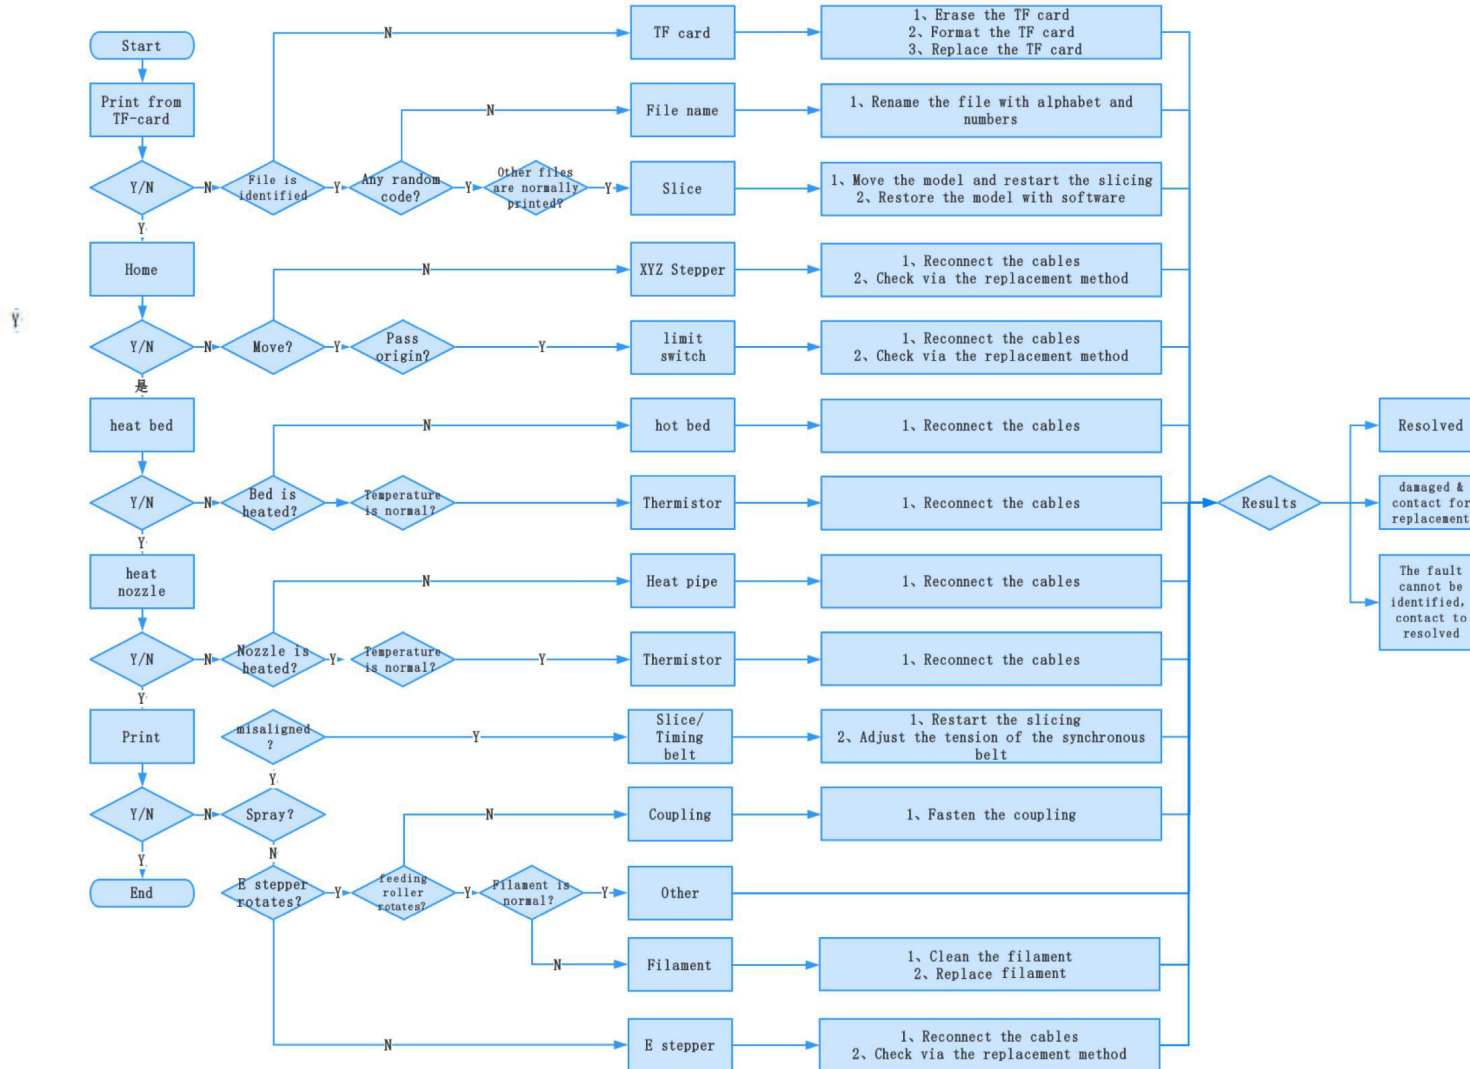 Start
Print from
TF-card
Y/N
N
File is
identified
N
TF card
1、Erase the TF card
2、Format the TF card
3、Replace the TF card
Y
Any random
code?
N
File name
1、Rename the file with alphabet and
numbers
Y
Other files
are normally
printed?
Y
Slice
1、Move the model and restart the slicing
2、Restore the model with software
Y
Home
Y/N
N
Move?
N
XYZ Stepper
1、Reconnect the cables
2、Check via the replacement method
Y
Pass
origin?
Y
limit
switch
1、Reconnect the cables
2、Check via the replacement method
Y
是
heat bed
Y/N
N
Bed is
heated?
N
hot bed
1、Reconnect the cables
Temperature
is normal?
Thermistor
1、Reconnect the cables
Y
heat
nozzle
Y/N
N
Nozzle is
heated?
N
Heat pipe
1、Reconnect the cables
Y
Temperature
is normal?
Y
Thermistor
1、Reconnect the cables
Y
Print
Y/N
N
Spray?
Y
misaligned
?
Y
Slice/
Timing
belt
1、Restart the slicing
2、Adjust the tension of the synchronous
belt
N
E stepper
rotates?
Y
feeding
roller
rotates?
N
Coupling
1、Fasten the coupling
Y
Filament is
normal?
Y
Other
N
Filament
1、Clean the filament
2、Replace filament
N
E stepper
1、Reconnect the cables
2、Check via the replacement method
Y
End
Results
Resolved
damaged &
contact for
replacement
The fault
cannot be
identified,
contact to
resolved